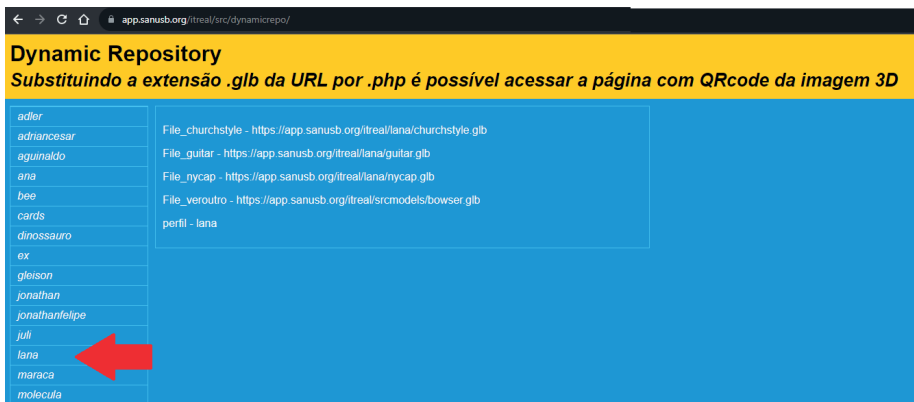 app.sanusb.org/itreal/src/dynamicrepo/
Dynamic Repository
Substituindo a extensão .glb da URL por .php é possível acessar a página com QRcode da imagem 3D
adler
adriancesar
aguinaldo
ana
bee
cards
dinossauro
ex
gleison
jonathan
jonathanfelipe
juli
lana
maraca
molecula
File_churchstyle - https://app.sanusb.org/itreal/lana/churchstyle.glb
File_guitar - https://app.sanusb.org/itreal/lana/guitar.glb
File_nycap - https://app.sanusb.org/itreal/lana/nycap.glb
File_veroutro - https://app.sanusb.org/itreal/srcmodels/bowser.glb
perfil - lana